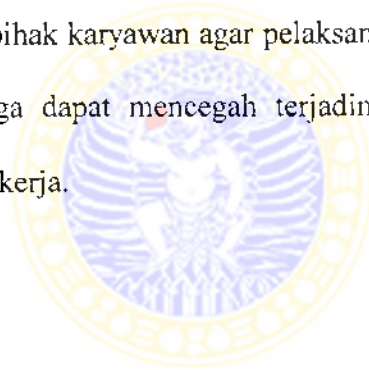 pihak karyawan agar pelaksan
ga dapat mencegah terjadin
kerja.